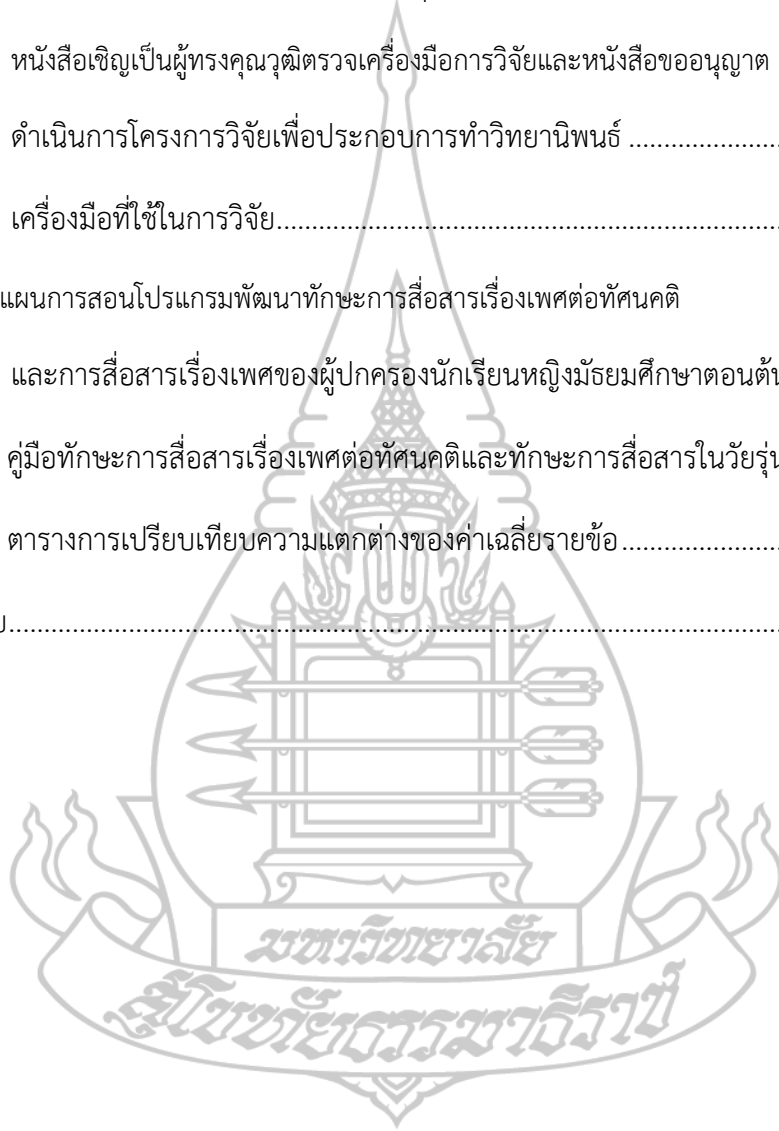 หนังสือเชิญเป็นผู้ทรงคุณวุฒิตรวจเครื่องมือการวิจัยและหนังสือขออนุญาต
ดำเนินการโครงการวิจัยเพื่อประกอบการทำวิทยานิพนธ์ ......................
เครื่องมือที่ใช้ในการวิจัย...............................................................................
แผนการสอนโปรแกรมพัฒนาทักษะการสื่อสารเรื่องเพศต่อทัศนคติ
และการสื่อสารเรื่องเพศของผู้ปกครองนักเรียนหญิงมัธยมศึกษาตอนต้น
คู่มือทักษะการสื่อสารเรื่องเพศต่อทัศนคติและทักษะการสื่อสารในวัยรุ่น
ตารางการเปรียบเทียบความแตกต่างของค่าเฉลี่ยรายข้อ ......................
มหาวิทยาลัย
สุโขทัยธรรมาธิราช